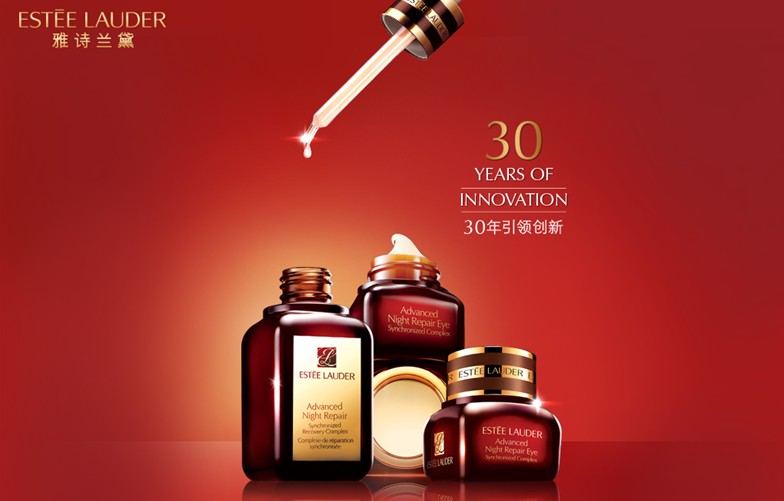 ESTĒE LAUDER
雅诗兰黛
30
YEARS OF
INNOVATION
30年引领创新
Advanced
Night Repair Eye
Synchronized Complex
ESTĒE LAUDER
Advanced
Night Repair
Synchronized
Recovery Complex
Complexe de réparation
synchronisée
ESTĒE LAUDER
ESTĒE LAUDER
Advanced
Night Repair Eye
Synchronized Complex